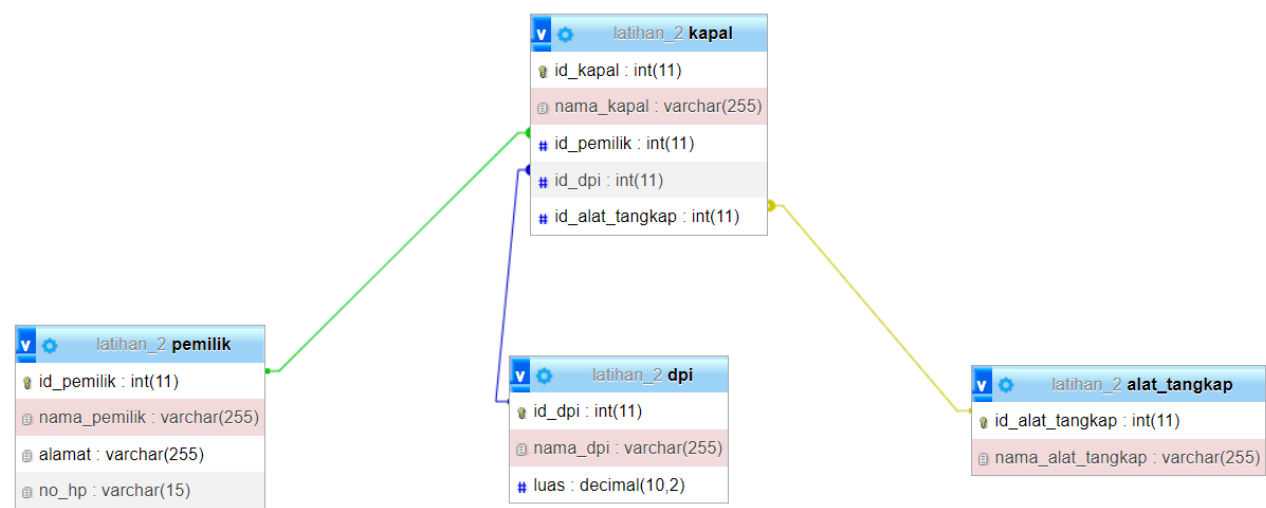 latihan_2 kapal
id_kapal : int(11)
nama_kapal : varchar(255)
id_pemilik : int(11)
id_dpi : int(11)
id_alat_tangkap : int(11)
v latihan_2 pemilik
id_pemilik : int(11)
nama_pemilik : varchar(255)
alamat : varchar(255)
no_hp : varchar(15)
v latihan_2 dpi
id_dpi : int(11)
nama_dpi : varchar(255)
# luas : decimal(10,2)
v latihan_2 alat_tangkap
id_alat_tangkap : int(11)
nama_alat_tangkap : varchar(255)